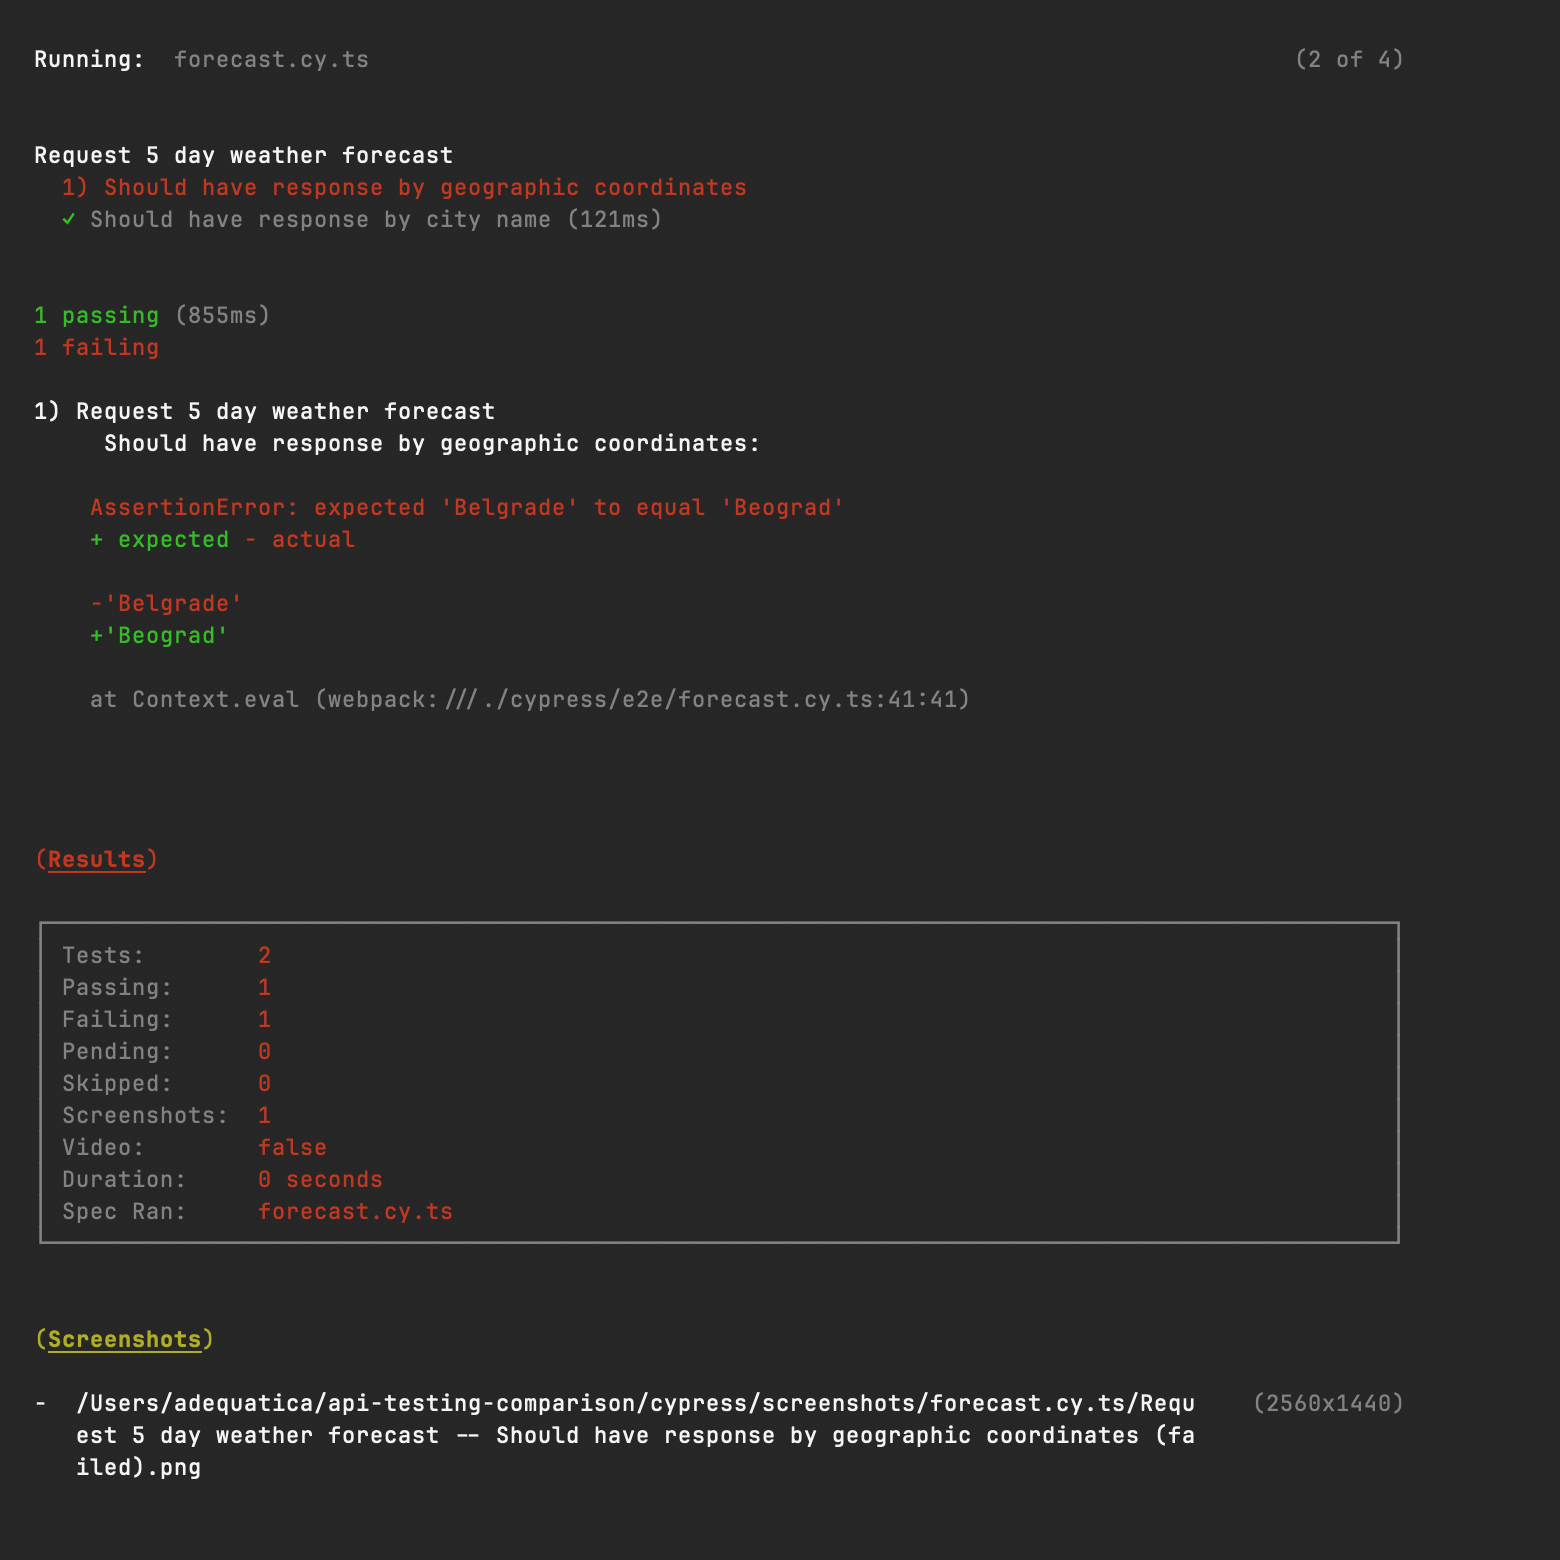 Running:  forecast.cy.ts (2 of 4)
Request 5 day weather forecast
1) Should have response by geographic coordinates
✓ Should have response by city name (121ms)
1 passing (855ms)
1 failing
1) Request 5 day weather forecast
Should have response by geographic coordinates:
AssertionError: expected 'Belgrade' to equal 'Beograd'
+ expected - actual
-'Belgrade'
+'Beograd'
at Context.eval (webpack:///./cypress/e2e/forecast.cy.ts:41:41)
(Results)
Tests: 2
Passing: 1
Failing: 1
Pending: 0
Skipped: 0
Screenshots: 1
Video: false
Duration: 0 seconds
Spec Ran: forecast.cy.ts
(Screenshots)
- /Users/adequatica/api-testing-comparison/cypress/screenshots/forecast.cy.ts/Requ (2560x1440)
est 5 day weather forecast -- Should have response by geographic coordinates (fa
iled).png